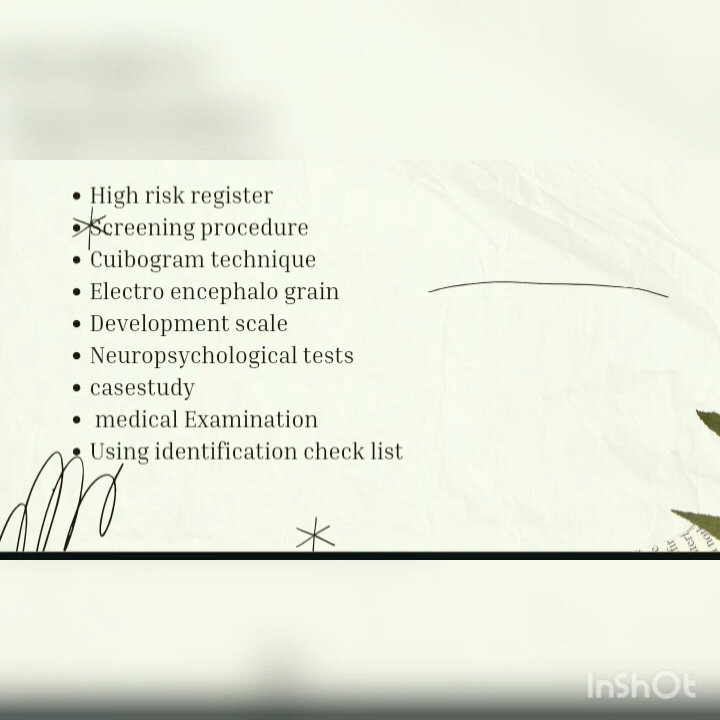 • High risk register
• Screening procedure
• Cuibogram technique
• Electro encephalo grain
• Development scale
• Neuropsychological tests
• casestudy
• medical Examination
• Using identification check list
InShOt